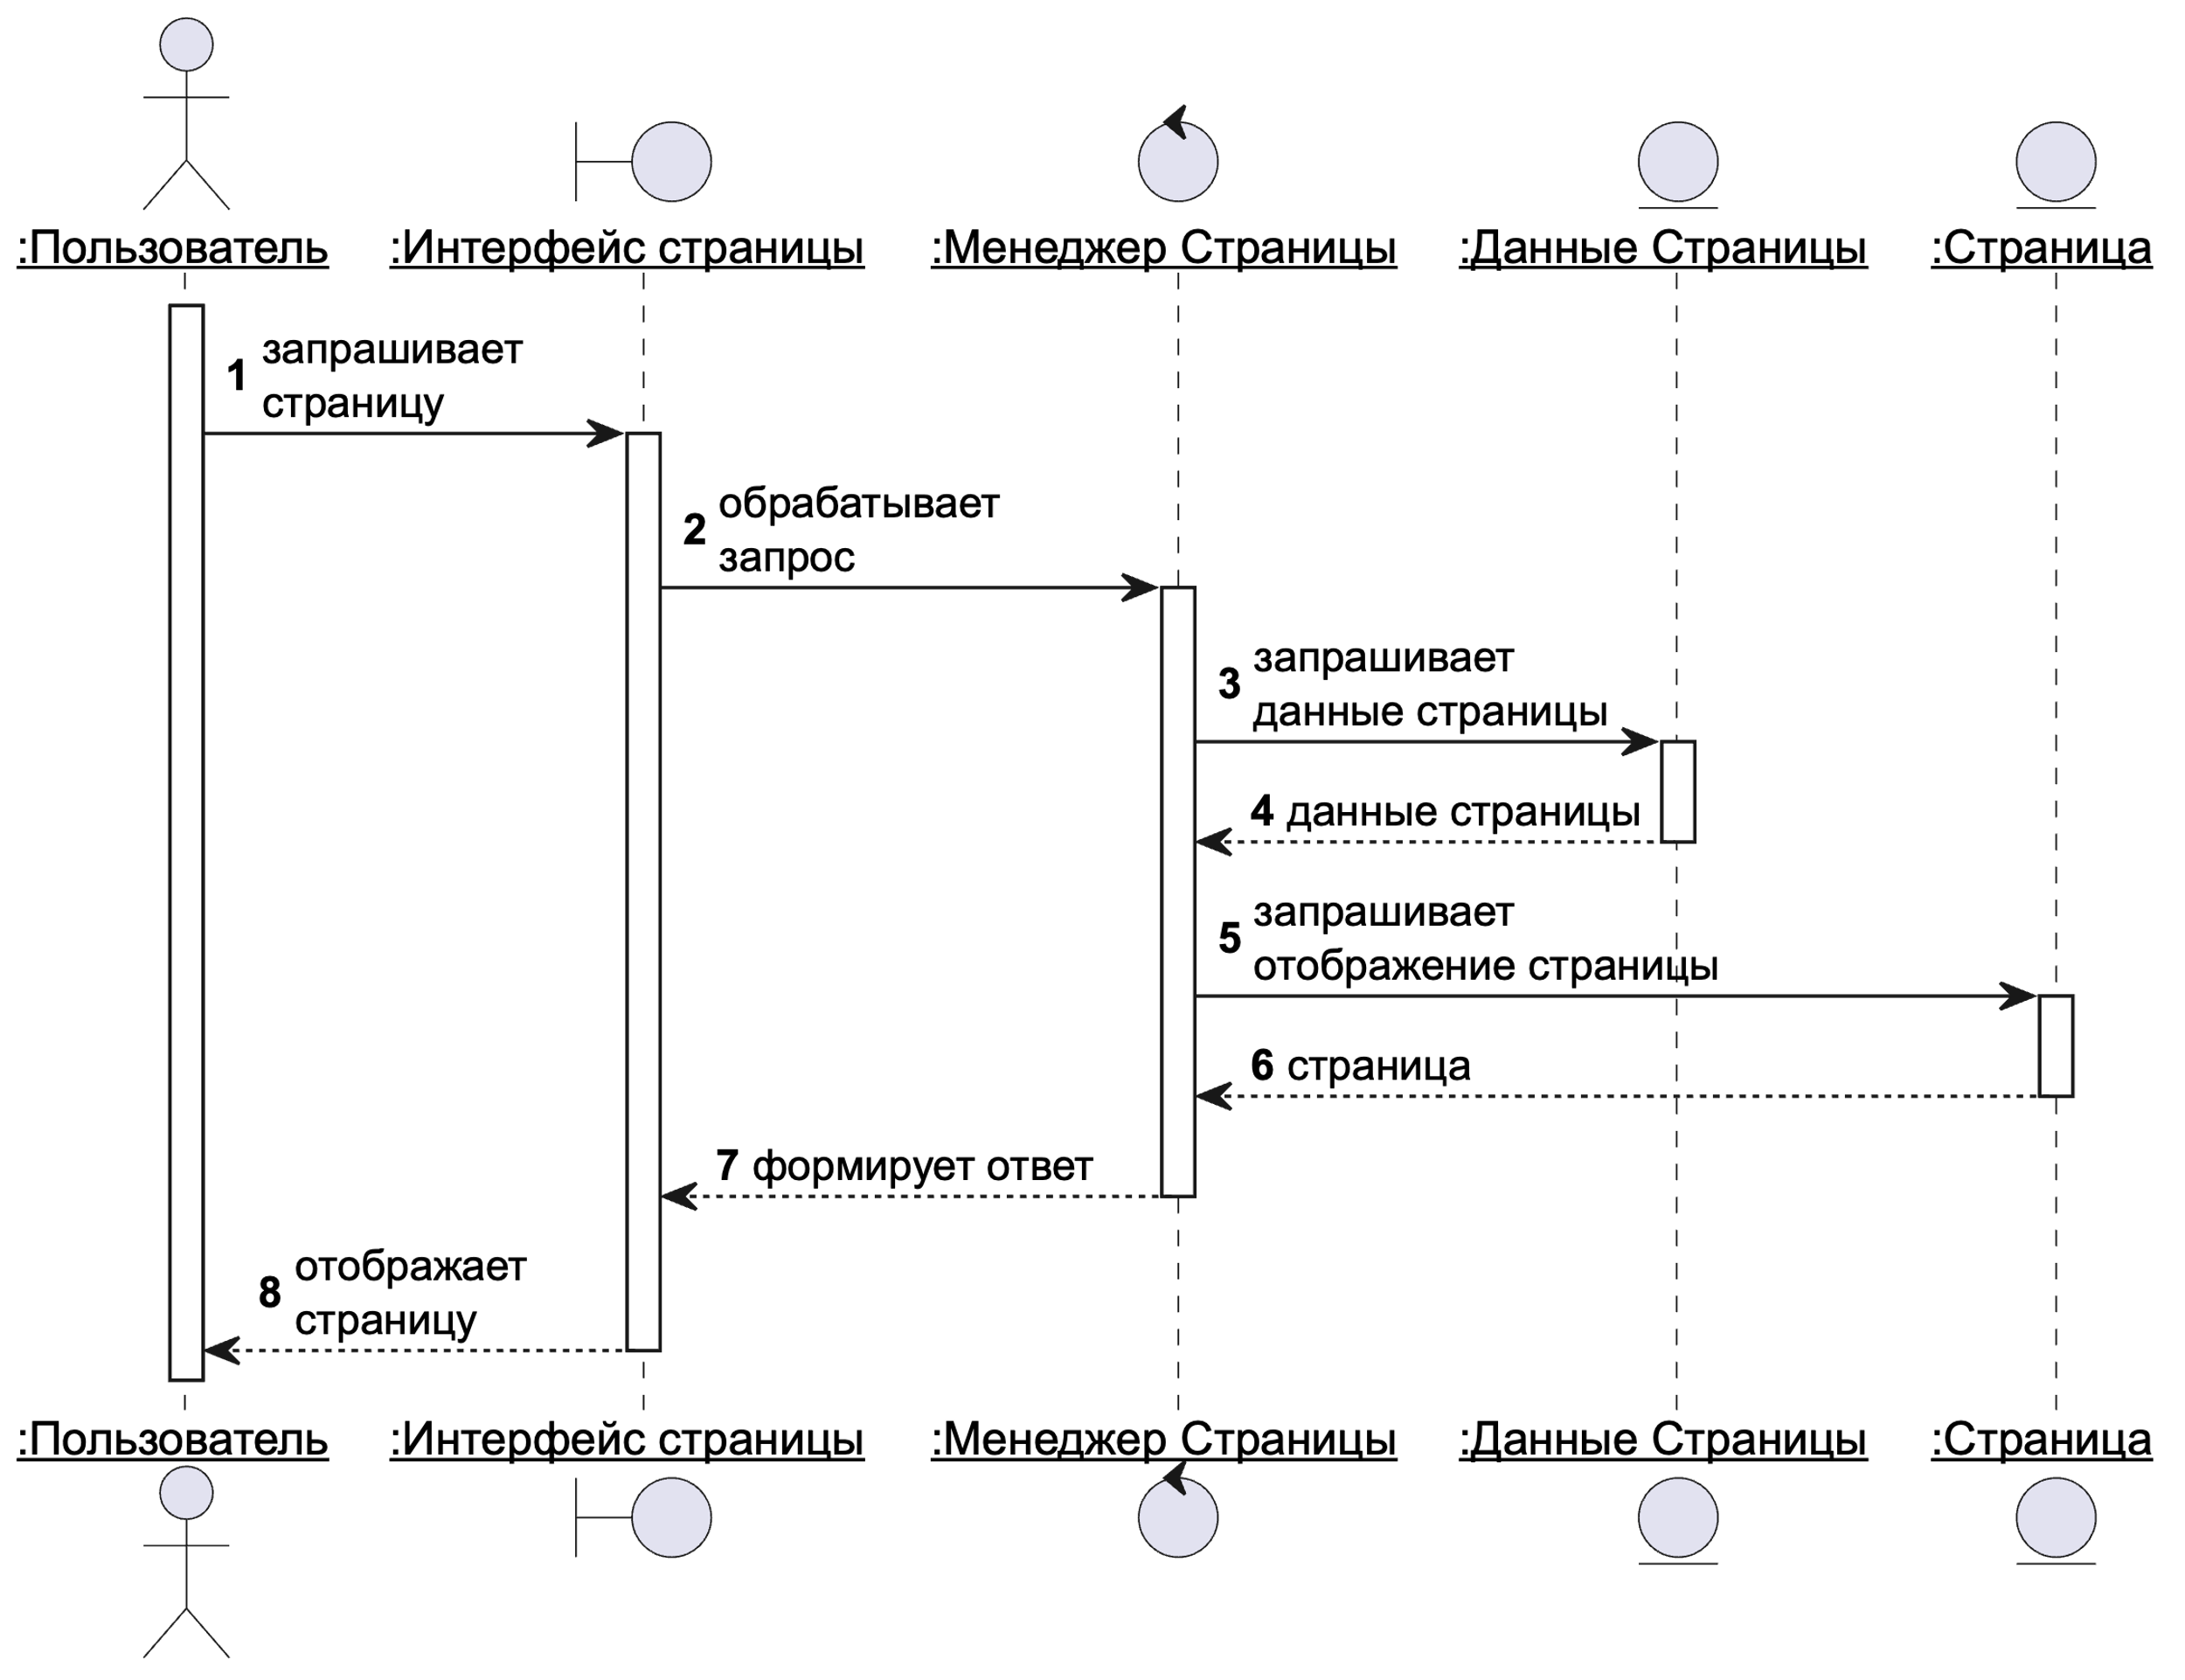 :Пользователь
:Интерфейс страницы
:Менеджер Страницы
:Данные Страницы
:Страница
1 запрашивает
страницу
2 обрабатывает
запрос
3 запрашивает
данные страницы
4 данные страницы
5 запрашивает
отображение страницы
6 страница
7 формирует ответ
8 отображает
страницу
:Пользователь
:Интерфейс страницы
:Менеджер Страницы
:Данные Страницы
:Страница